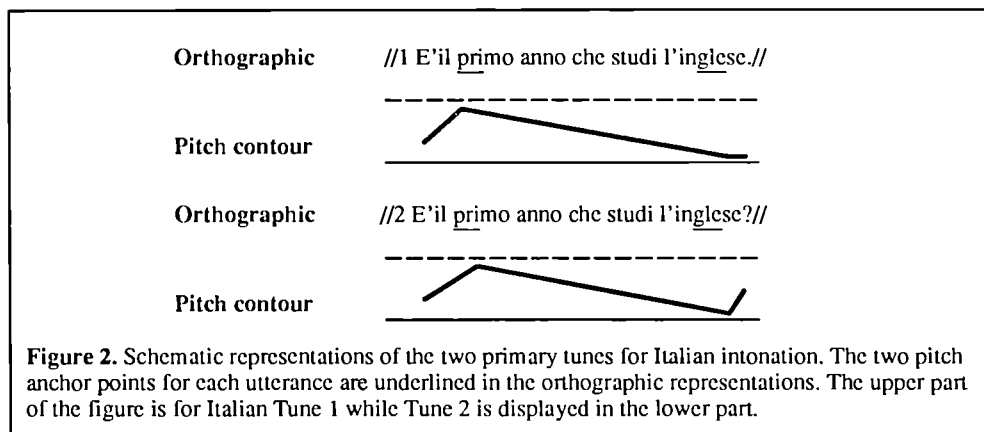 Orthographic //1 E'il primo anno che studi l'inglese.//
Pitch contour
Orthographic //2 E'il primo anno che studi l'inglese?//
Pitch contour
Figure 2. Schematic representations of the two primary tunes for Italian intonation. The two pitch
anchor points for each utterance are underlined in the orthographic representations. The upper part
of the figure is for Italian Tune 1 while Tune 2 is displayed in the lower part.